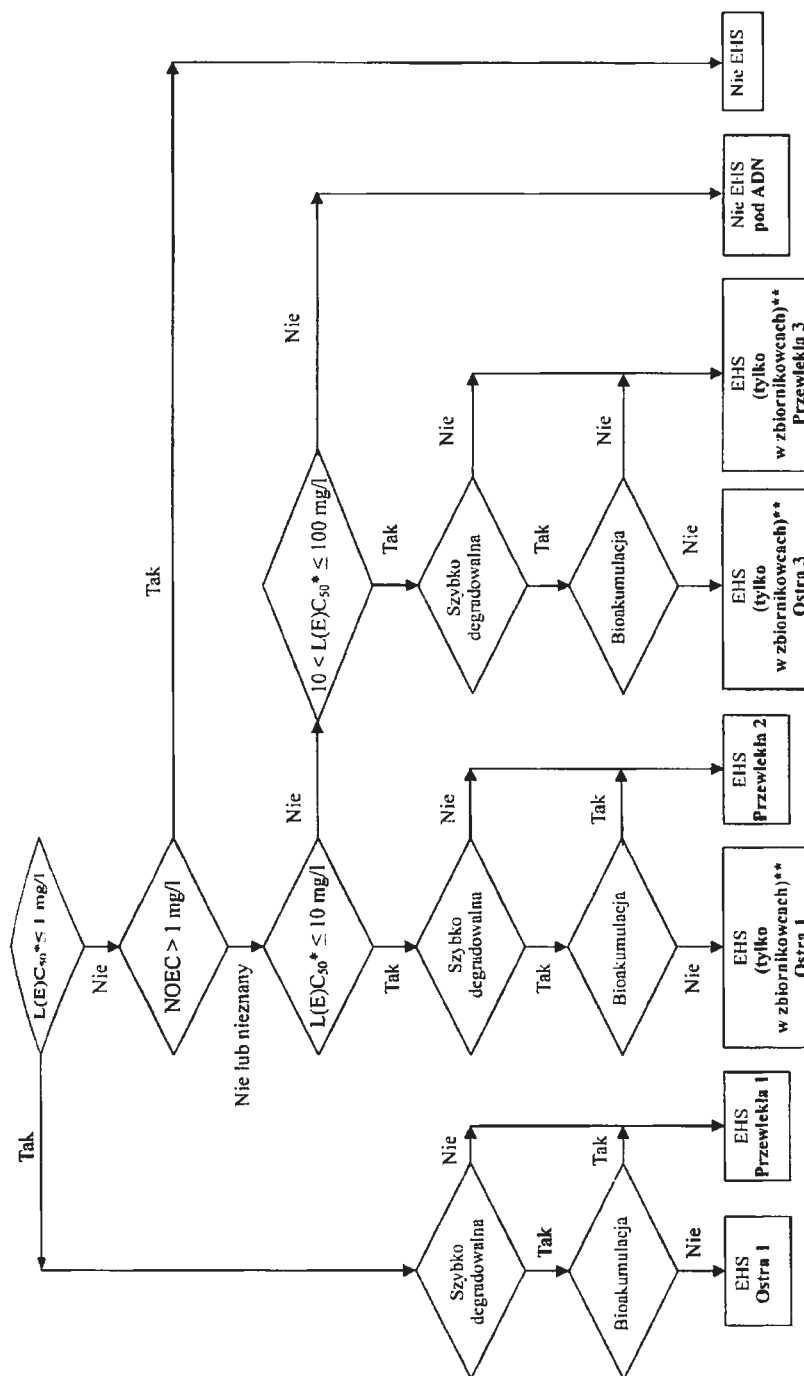 L(E)C₅₀* ≤ 1 mg/l
Tak
Nie
NOEC > 1 mg/l
Tak
Nie lub nieznany
L(E)C₅₀* ≤ 10 mg/l
Nie
10 < L(E)C₅₀* ≤ 100 mg/l
Nie
Tak
Tak
Szybko
degradowalna
Nie
Szybko
degradowalna
Nie
Szybko
degradowalna
Nie
Tak
Tak
Tak
Bioakumulacja
Tak
Bioakumulacja
Tak
Bioakumulacja
Nie
Nie
Nie
Nie
EHS
Ostra 1
EHS
Przewlekła 1
EHS
(tylko
w zbiornikowcach)**
Ostra 1
EHS
Przewlekła 2
EHS
(tylko
w zbiornikowcach)**
Ostra 3
EHS
(tylko
w zbiornikowcach)**
Przewlekła 3
Nie EHS
pod ADN
Nie EHS